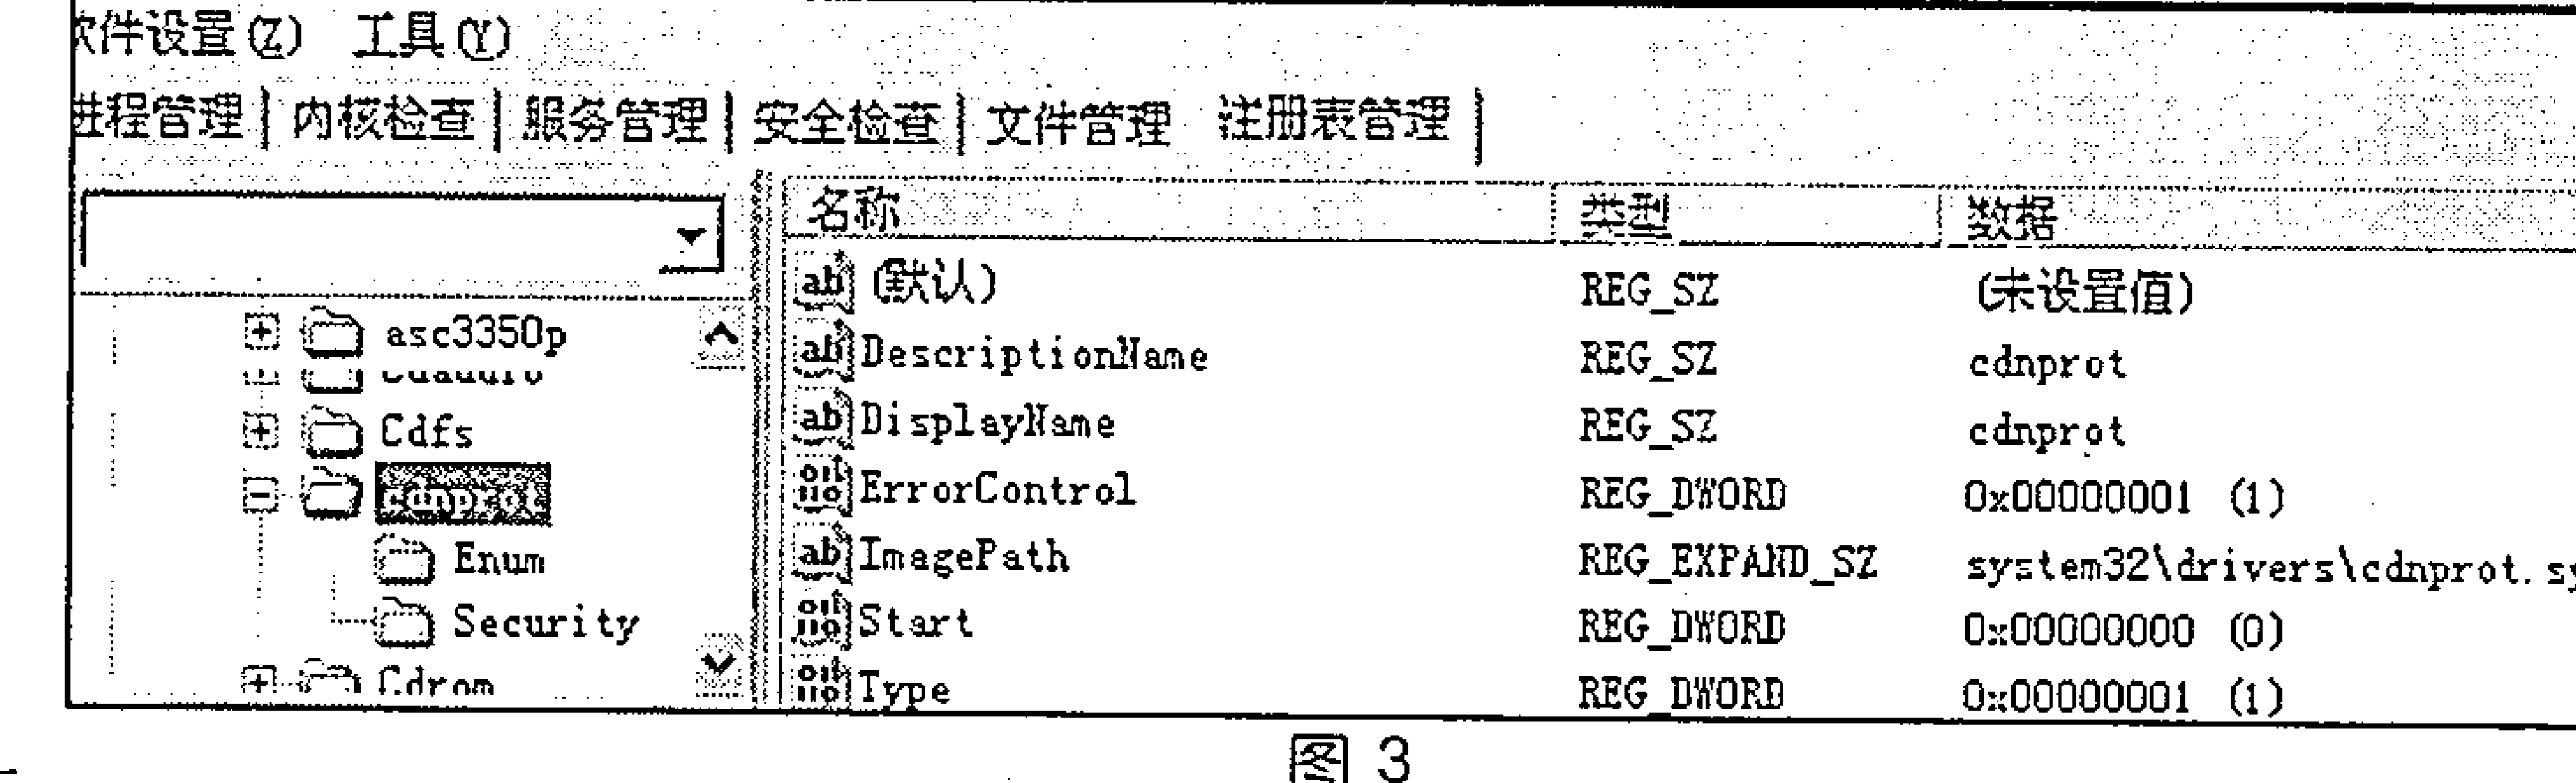 软件设置(Z) 工具(Y)
进程管理 内核检查 服务管理 安全检查 文件管理 注册表管理
名称 类型 数据
(默认) REG_SZ (未设置值)
asc3350p
DescriptionName REG_SZ cdnprot
Cdfs
DisplayName REG_SZ cdnprot
cdnprot
ErrorControl REG_DWORD 0x00000001 (1)
Enum
ImagePath REG_EXPAND_SZ system32\drivers\cdnprot.sy
Security
Start REG_DWORD 0x00000000 (0)
Cdrom
Type REG_DWORD 0x00000001 (1)
图 3